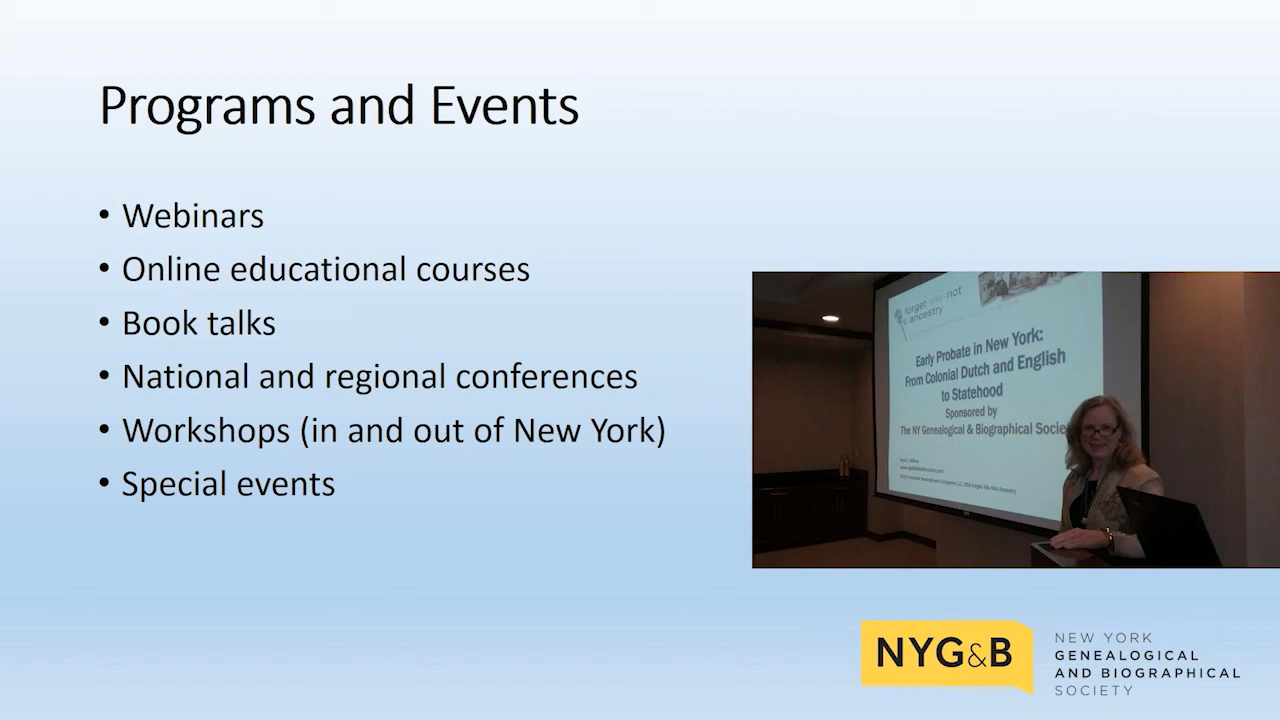 Programs and Events
• Webinars
• Online educational courses
• Book talks
• National and regional conferences
• Workshops (in and out of New York)
• Special events
forget-me-not
ancestry
Early Probate in New York:
From Colonial Dutch and English
to Statehood
Sponsored by
The NY Genealogical & Biographical Socie
NYG&B
NEW YORK
GENEALOGICAL
AND BIOGRAPHICAL
SOCIETY